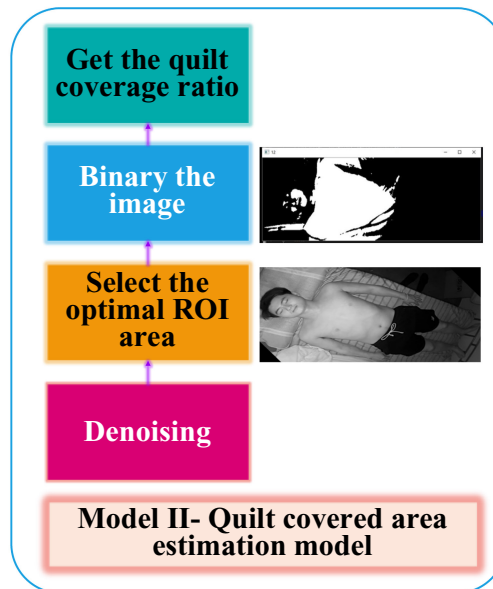 Get the quilt
coverage ratio
Binary the
image
Select the
optimal ROI
area
Denoising
Model II- Quilt covered area
estimation model